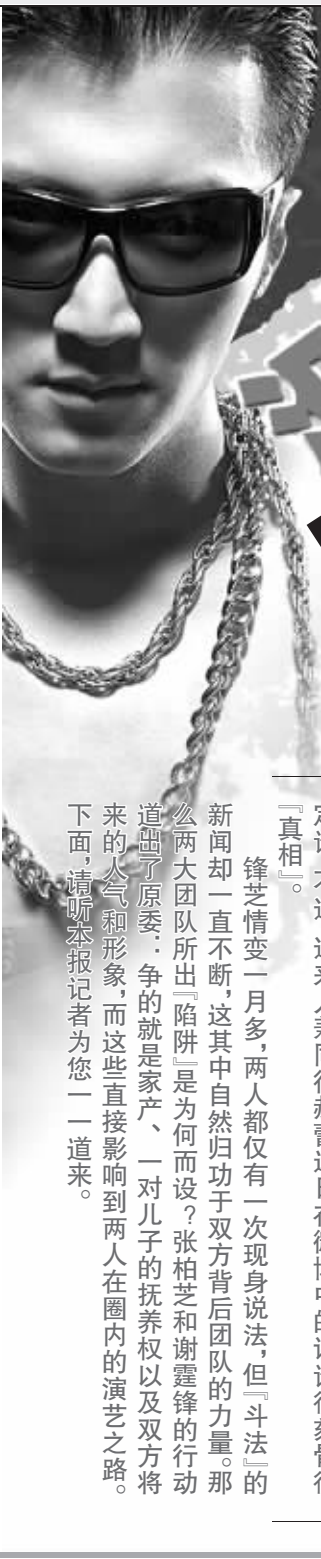 『真相』。
锋芝情变一月多，两人都仅有一次现身说法，但『斗法』的
新闻却一直不断，这其中自然归功于双方背后团队的力量。那
么两大团队所出『陷阱』是为何而设？张柏芝和谢霆锋的行动
道出了原委：争的就是家产、一对儿子的抚养权以及双方将
来的人气和形象，而这些直接影响到两人在圈内的演艺之路。
下面，请听本报记者为您一一道来。